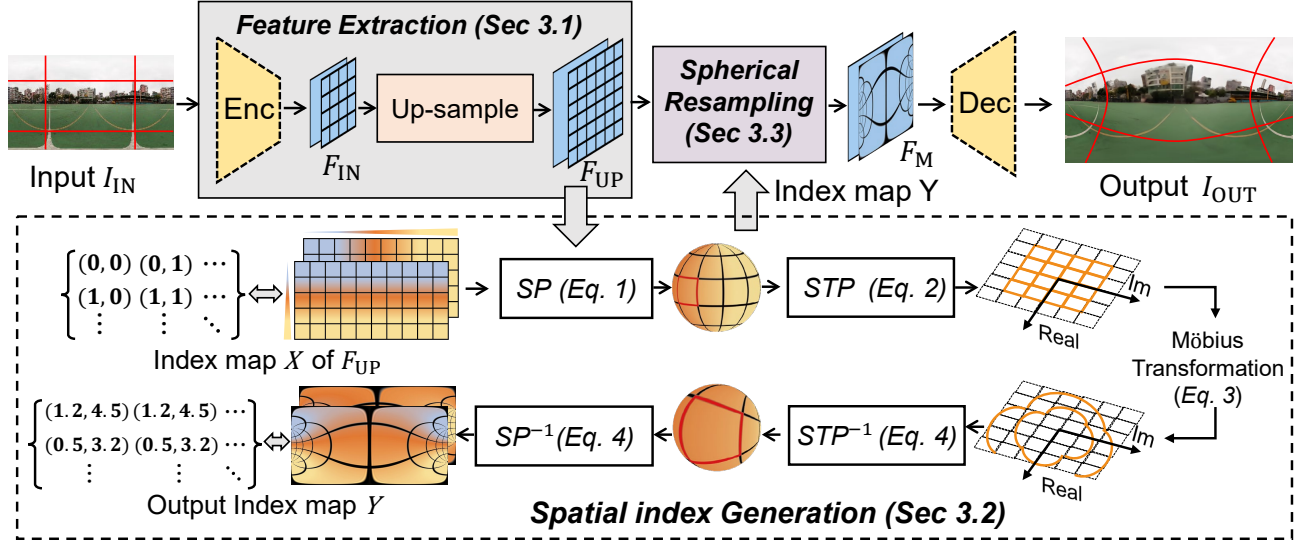 Feature Extraction (Sec 3.1)
Enc
Up-sample
F_IN
F_UP
Spherical
Resampling
(Sec 3.3)
F_M
Dec
Input I_IN
Index map Y
Output I_OUT
(0, 0) (0, 1) ⋯
(1, 0) (1, 1) ⋯
⋮ ⋮ ⋱
Index map X of F_UP
SP (Eq. 1)
STP (Eq. 2)
Im
Real
Möbius
Transformation
(Eq. 3)
(1.2, 4.5) (1.2, 4.5) ⋯
(0.5, 3.2) (0.5, 3.2) ⋯
⋮ ⋮ ⋱
Output Index map Y
SP⁻¹ (Eq. 4)
STP⁻¹ (Eq. 4)
Im
Real
Spatial index Generation (Sec 3.2)